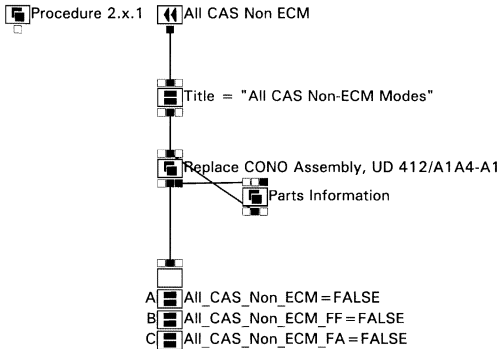 Procedure 2.x.1
All CAS Non ECM
Title = "All CAS Non-ECM Modes"
Replace CONO Assembly, UD 412/A1A4-A1
Parts Information
A All_CAS_Non_ECM=FALSE
B All_CAS_Non_ECM_FF=FALSE
C All_CAS_Non_ECM_FA=FALSE